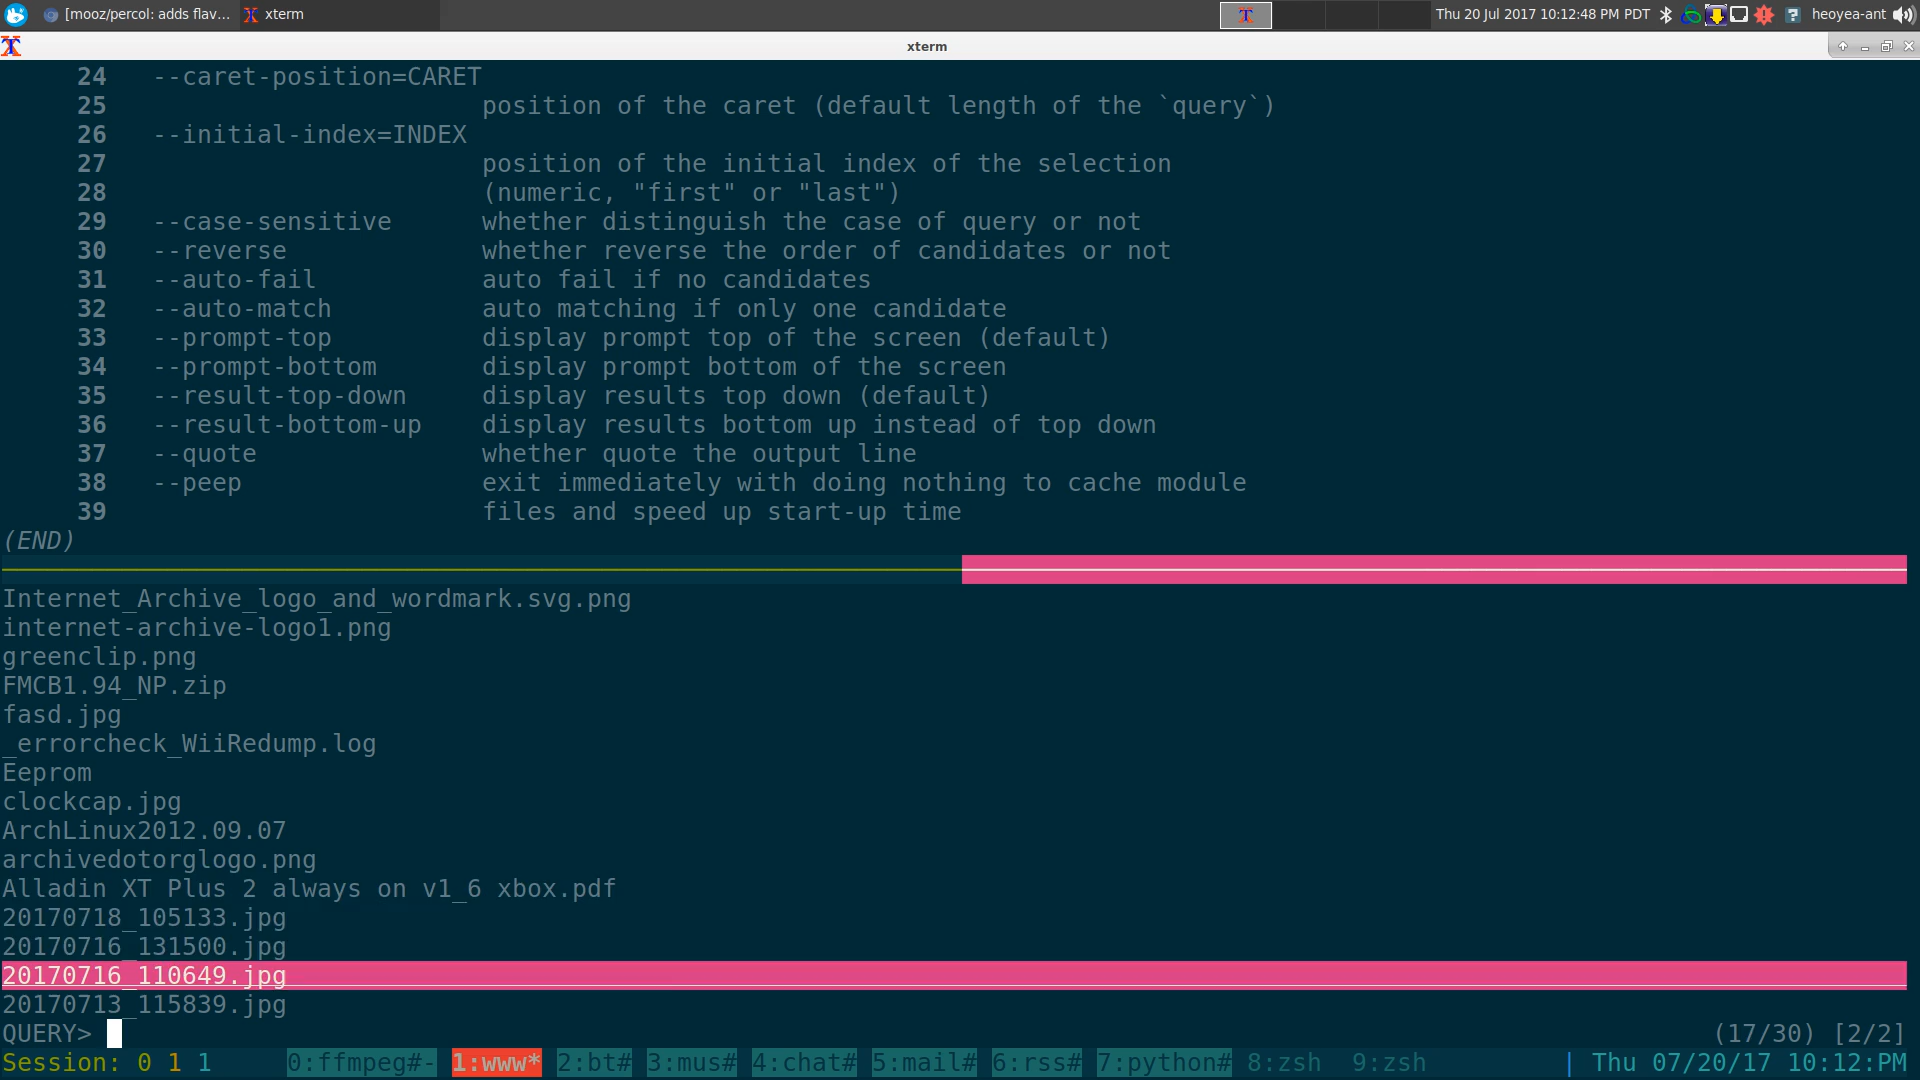 [mooz/percol: adds flav... xterm Thu 20 Jul 2017 10:12:48 PM PDT heoyea-ant
xterm
24 --caret-position=CARET
25 position of the caret (default length of the `query`)
26 --initial-index=INDEX
27 position of the initial index of the selection
28 (numeric, "first" or "last")
29 --case-sensitive whether distinguish the case of query or not
30 --reverse whether reverse the order of candidates or not
31 --auto-fail auto fail if no candidates
32 --auto-match auto matching if only one candidate
33 --prompt-top display prompt top of the screen (default)
34 --prompt-bottom display prompt bottom of the screen
35 --result-top-down display results top down (default)
36 --result-bottom-up display results bottom up instead of top down
37 --quote whether quote the output line
38 --peep exit immediately with doing nothing to cache module
39 files and speed up start-up time
(END)
Internet_Archive_logo_and_wordmark.svg.png
internet-archive-logo1.png
greenclip.png
FMCB1.94_NP.zip
fasd.jpg
_errorcheck_WiiRedump.log
Eeprom
clockcap.jpg
ArchLinux2012.09.07
archivedotorglogo.png
Alladin XT Plus 2 always on v1_6 xbox.pdf
20170718_105133.jpg
20170716_131500.jpg
20170716_110649.jpg
20170713_115839.jpg
QUERY> (17/30) [2/2]
Session: 0 1 1 0:ffmpeg#- 1:www* 2:bt# 3:mus# 4:chat# 5:mail# 6:rss# 7:python# 8:zsh 9:zsh | Thu 07/20/17 10:12:PM